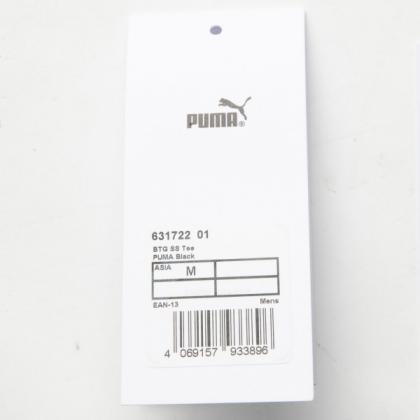 PUMA®
631722 01
BTG SS Tee
PUMA Black
ASIA M
EAN-13 Mens
4 069157 933896